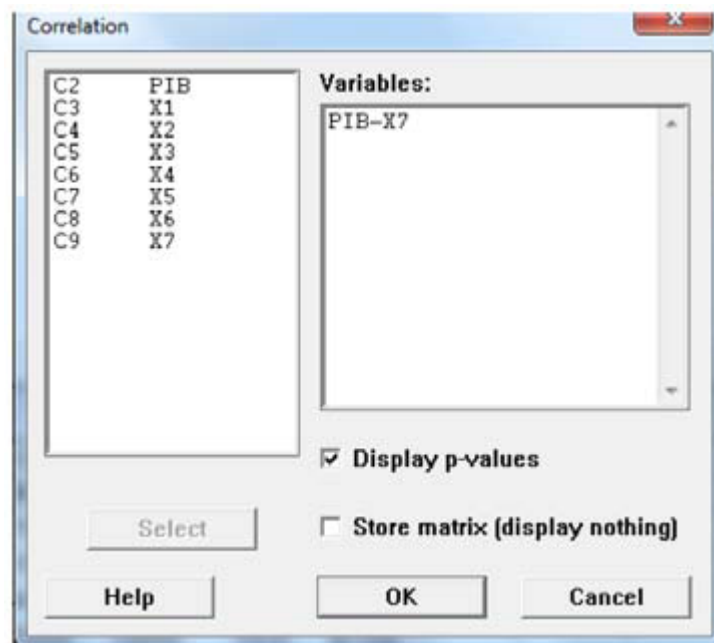 Correlation
C2 PIB
C3 X1
C4 X2
C5 X3
C6 X4
C7 X5
C8 X6
C9 X7
Variables:
PIB-X7
Display p-values
Store matrix (display nothing)
Select
Help
OK
Cancel